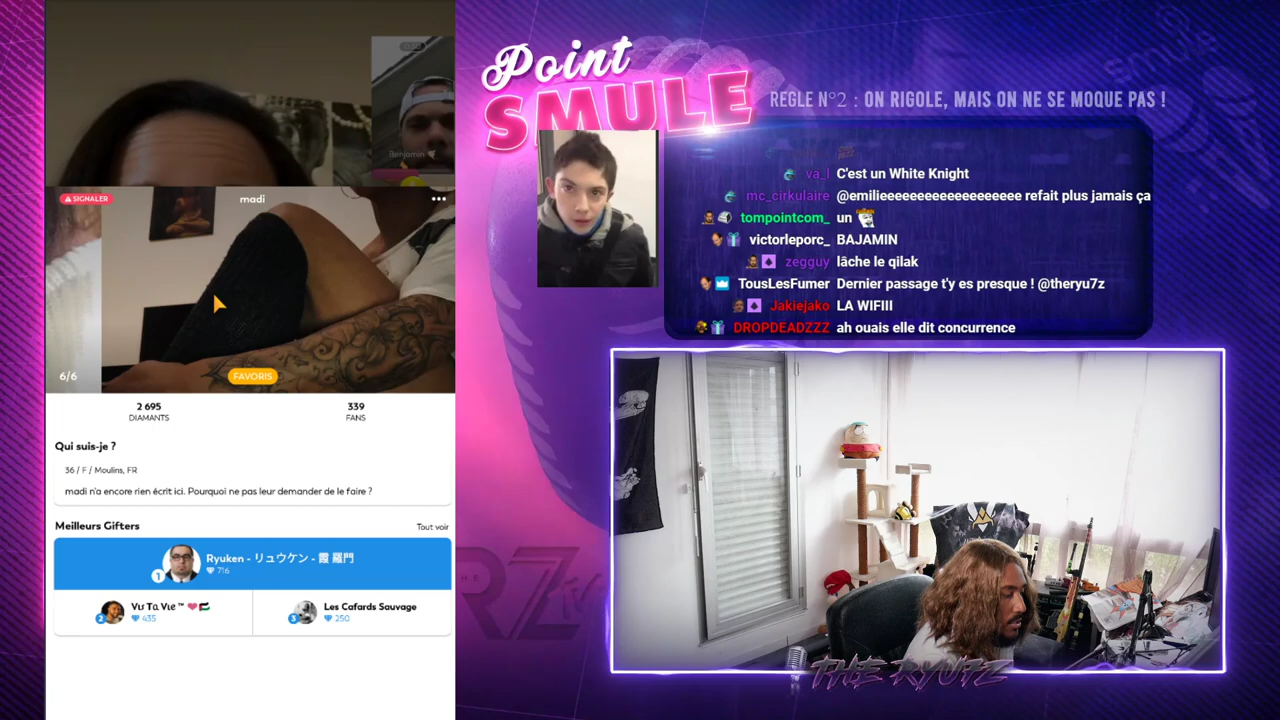 Benjamin
SIGNALER
madi
6/6
FAVORIS
2 695
DIAMANTS
339
FANS
Qui suis-je ?
36 / F / Moulins, FR
madi n'a encore rien écrit ici. Pourquoi ne pas leur demander de le faire ?
Meilleurs Gifters
Tout voir
1
Ryuken - リュウケン - 霞 羅門
716
2
Vιʂ Tα Vιҽ ™
435
3
Les Cafards Sauvage
250
Point
SMULE
REGLE N°2 : ON RIGOLE, MAIS ON NE SE MOQUE PAS !
va_l C'est un White Knight
mc_cirkulaire @emilieeeeeeeeeeeeeeeeeee refait plus jamais ça
tompointcom_ un
victorleporc_ BAJAMIN
zegguy lâche le qilak
TousLesFumer Dernier passage t'y es presque ! @theryu7z
Jakiejako LA WIFIII
DROPDEADZZZ ah ouais elle dit concurrence
THE RYU7Z
smule